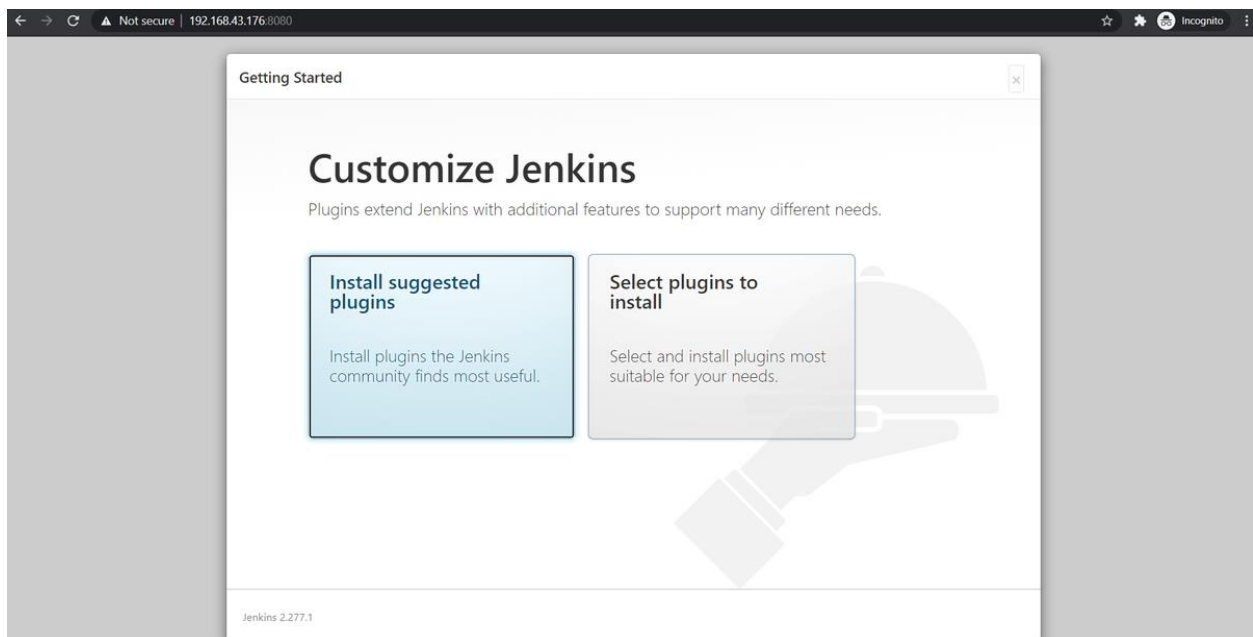 Not secure | 192.168.43.176:8080
Incognito
Getting Started
Customize Jenkins
Plugins extend Jenkins with additional features to support many different needs.
Install suggested
plugins
Install plugins the Jenkins
community finds most useful.
Select plugins to
install
Select and install plugins most
suitable for your needs.
Jenkins 2.277.1